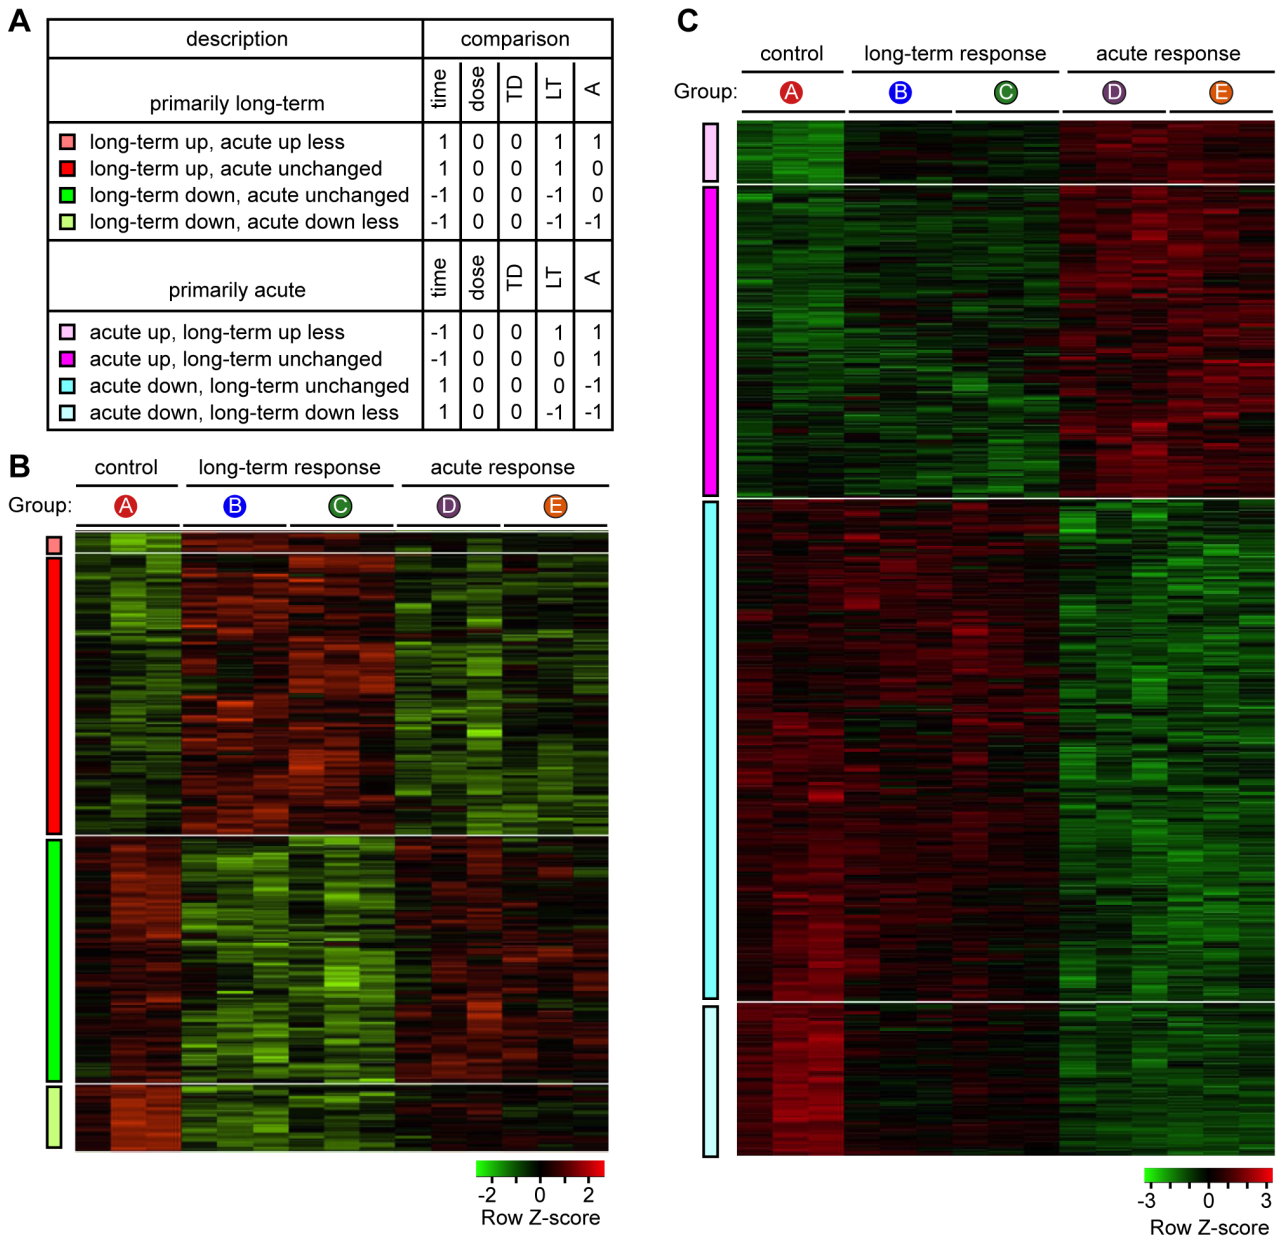 A
description comparison
primarily long-term time dose TD LT A
long-term up, acute up less 1 0 0 1 1
long-term up, acute unchanged 1 0 0 1 0
long-term down, acute unchanged -1 0 0 -1 0
long-term down, acute down less -1 0 0 -1 -1
primarily acute time dose TD LT A
acute up, long-term up less -1 0 0 1 1
acute up, long-term unchanged -1 0 0 0 1
acute down, long-term unchanged 1 0 0 0 -1
acute down, long-term down less 1 0 0 -1 -1
B
control long-term response acute response
Group: A B C D E
-2 0 2
Row Z-score
C
control long-term response acute response
Group: A B C D E
-3 0 3
Row Z-score